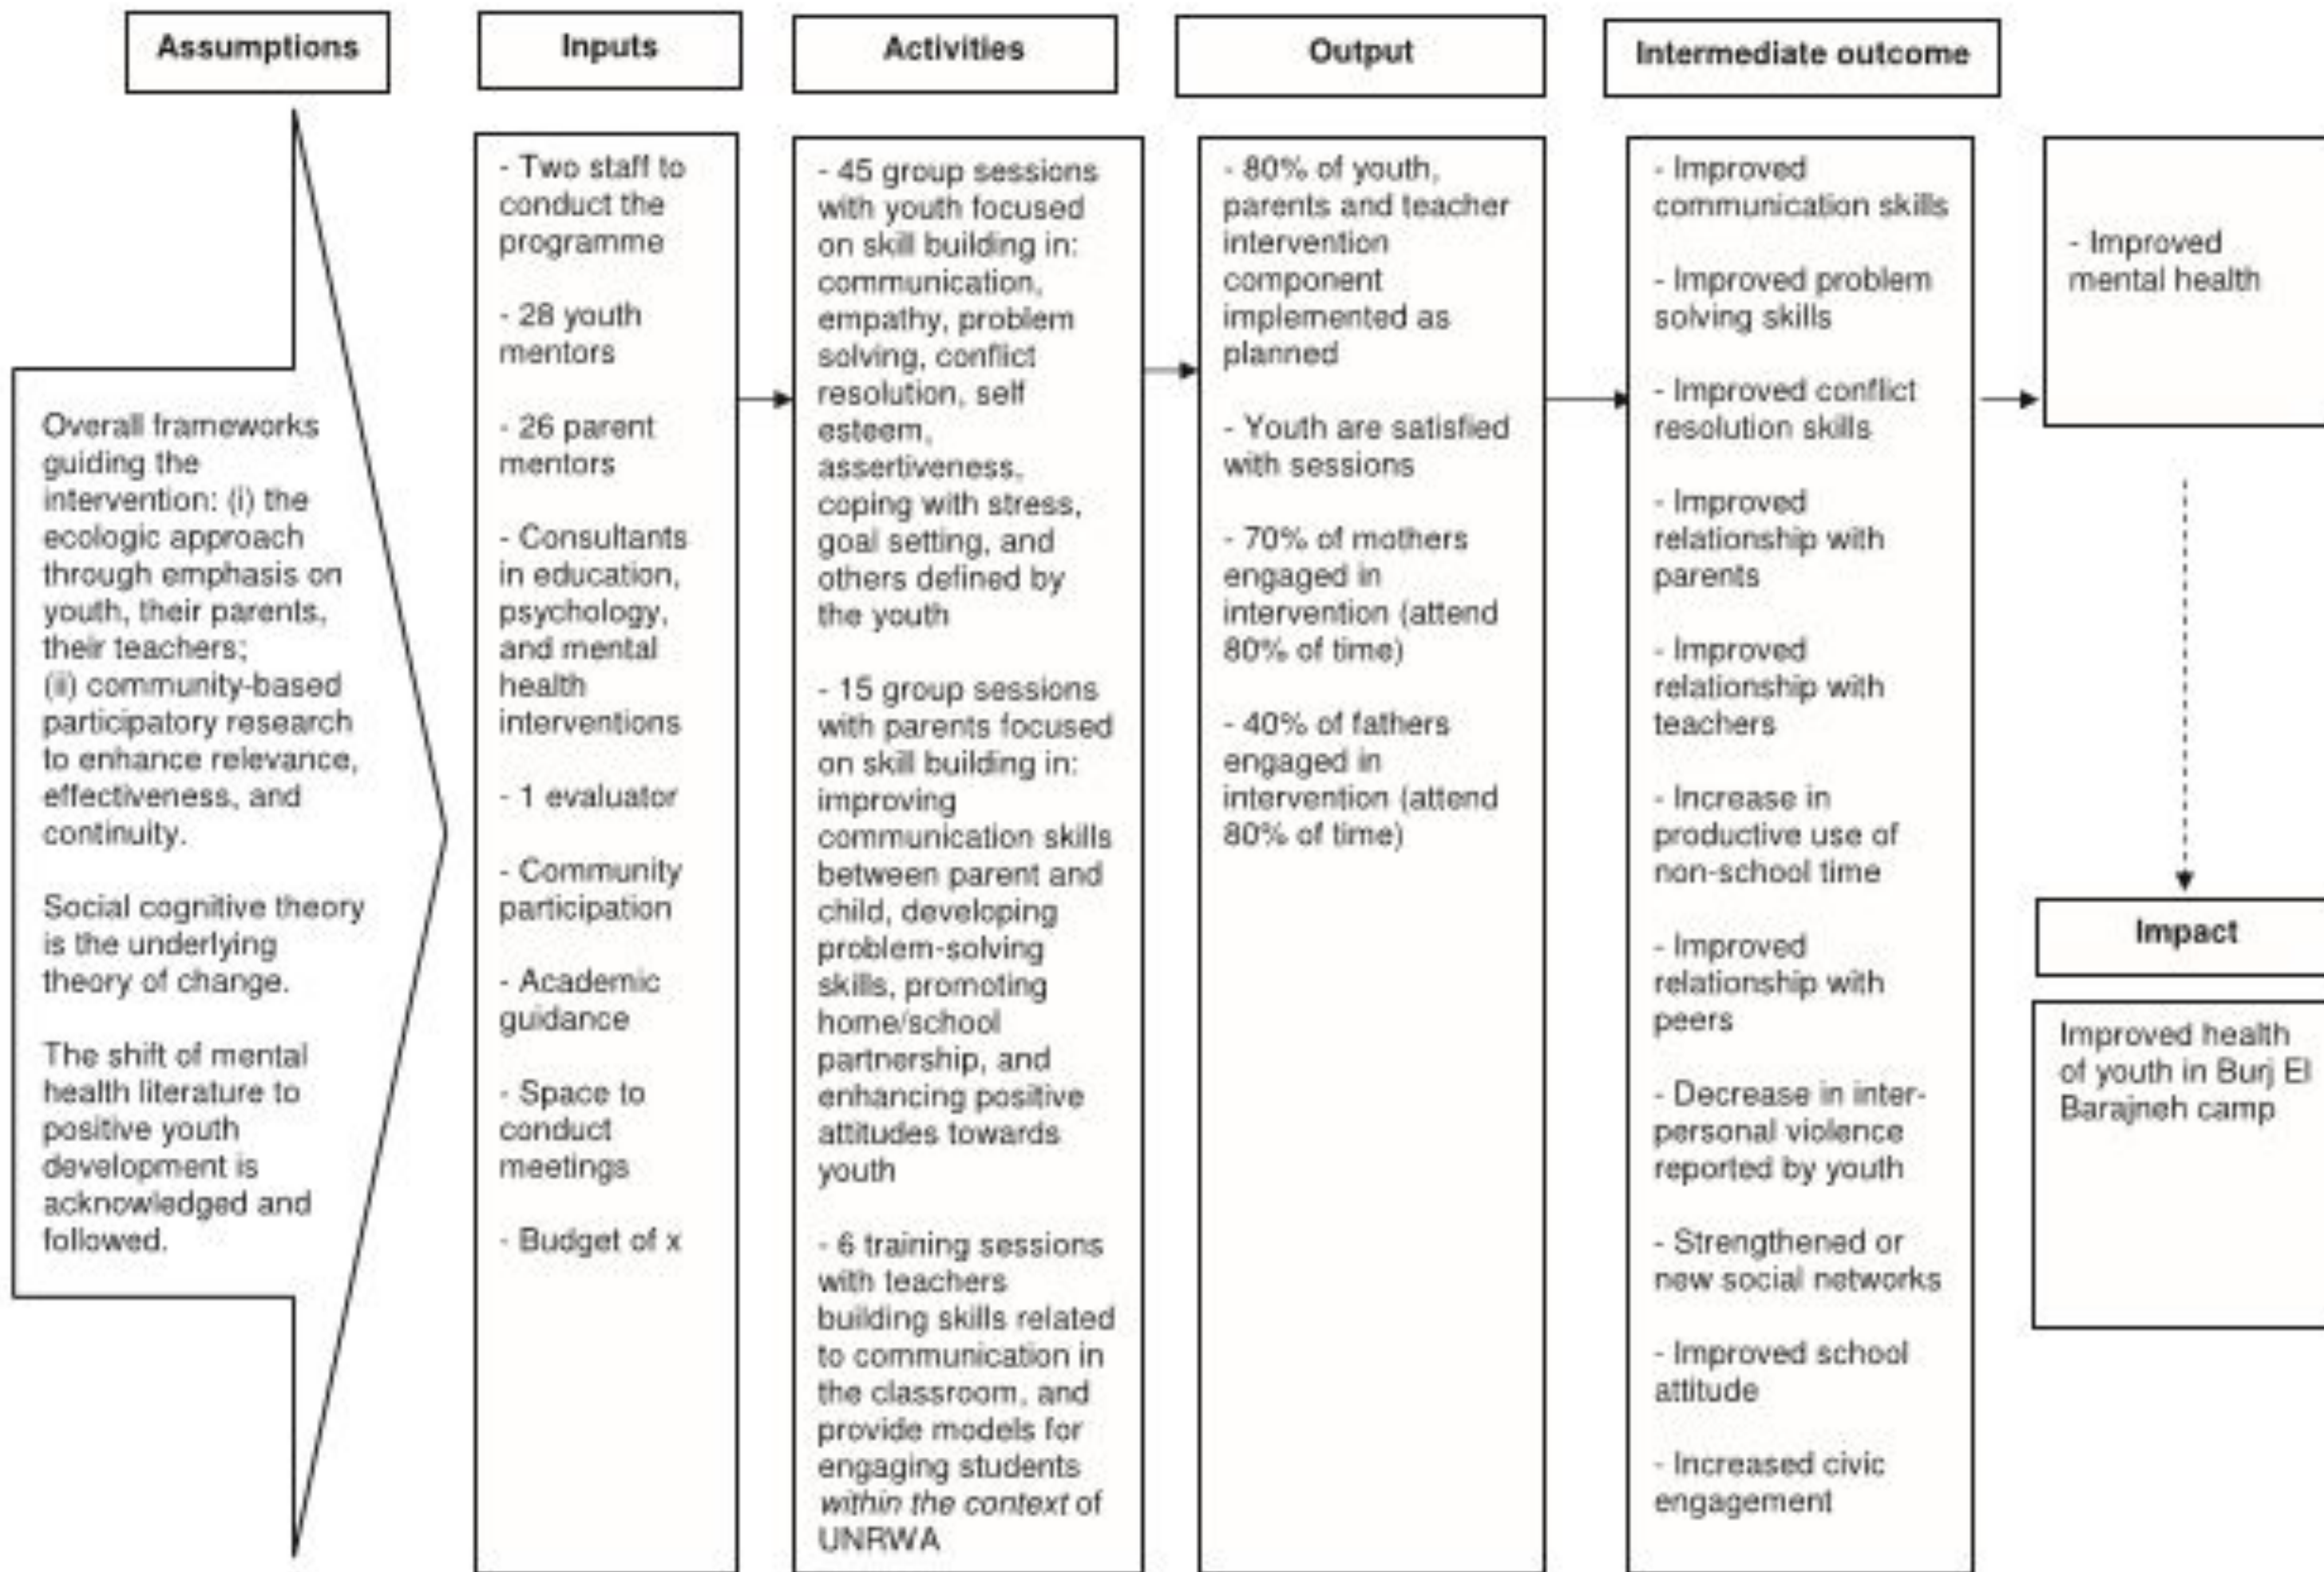 Assumptions
Overall frameworks
guiding the
intervention: (i) the
ecologic approach
through emphasis on
youth, their parents,
their teachers;
(ii) community-based
participatory research
to enhance relevance,
effectiveness, and
continuity.
Social cognitive theory
is the underlying
theory of change.
The shift of mental
health literature to
positive youth
development is
acknowledged and
followed.
Inputs
- Two staff to
conduct the
programme
- 28 youth
mentors
- 26 parent
mentors
- Consultants
in education,
psychology,
and mental
health
interventions
- 1 evaluator
- Community
participation
- Academic
guidance
- Space to
conduct
meetings
- Budget of x
Activities
- 45 group sessions
with youth focused
on skill building in:
communication,
empathy, problem
solving, conflict
resolution, self
esteem,
assertiveness,
coping with stress,
goal setting, and
others defined by
the youth
- 15 group sessions
with parents focused
on skill building in:
improving
communication skills
between parent and
child, developing
problem-solving
skills, promoting
home/school
partnership, and
enhancing positive
attitudes towards
youth
- 6 training sessions
with teachers
building skills related
to communication in
the classroom, and
provide models for
engaging students
within the context of
UNRWA
Output
- 80% of youth,
parents and teacher
intervention
component
implemented as
planned
- Youth are satisfied
with sessions
- 70% of mothers
engaged in
intervention (attend
80% of time)
- 40% of fathers
engaged in
intervention (attend
80% of time)
Intermediate outcome
- Improved
communication skills
- Improved problem
solving skills
- Improved conflict
resolution skills
- Improved
relationship with
parents
- Improved
relationship with
teachers
- Increase in
productive use of
non-school time
- Improved
relationship with
peers
- Decrease in inter-
personal violence
reported by youth
- Strengthened or
new social networks
- Improved school
attitude
- Increased civic
engagement
- Improved
mental health
Impact
Improved health
of youth in Burj El
Barajneh camp